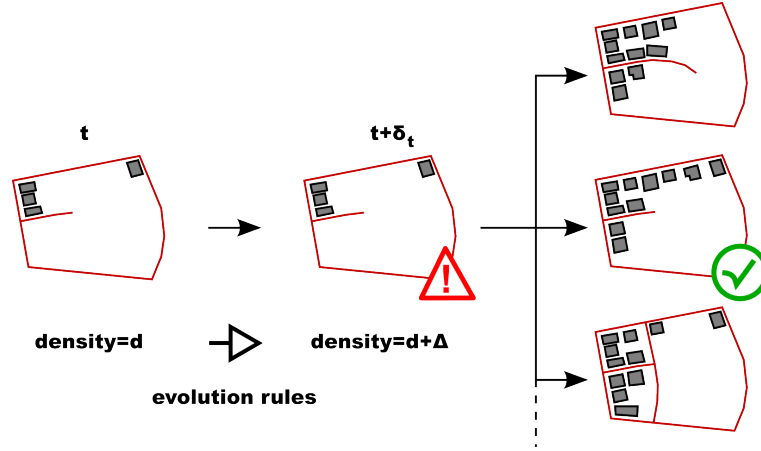 t
t+δt
!
density=d
density=d+Δ
evolution rules